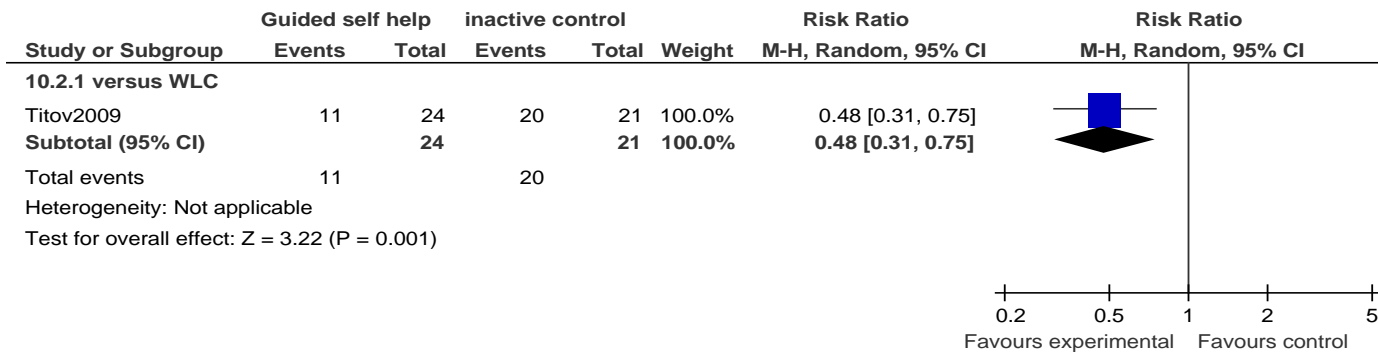 Guided self help inactive control Risk Ratio Risk Ratio
Study or Subgroup Events Total Events Total Weight M-H, Random, 95% CI M-H, Random, 95% CI
10.2.1 versus WLC
Titov2009 11 24 20 21 100.0% 0.48 [0.31, 0.75]
Subtotal (95% CI) 24 21 100.0% 0.48 [0.31, 0.75]
Total events 11 20
Heterogeneity: Not applicable
Test for overall effect: Z = 3.22 (P = 0.001)
0.2 0.5 1 2 5
Favours experimental Favours control